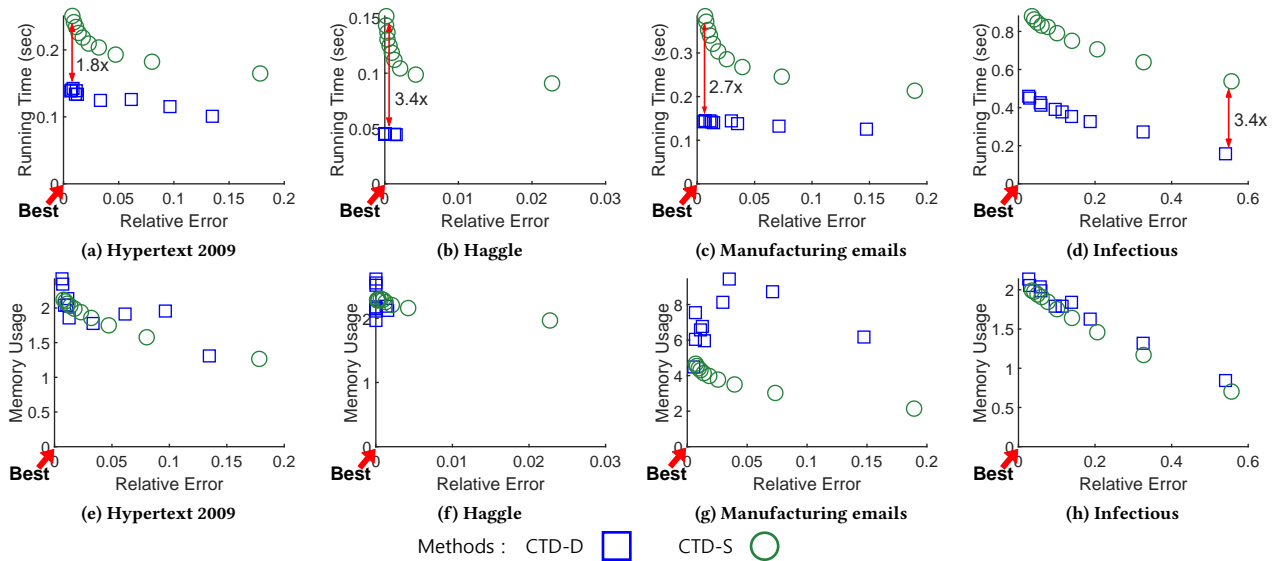 Running Time (sec)
0.2
0.1
0
1.8x
0 0.05 0.1 0.15 0.2
Best
Relative Error
(a) Hypertext 2009
Running Time (sec)
0.15
0.1
0.05
0
3.4x
0 0.01 0.02 0.03
Best
Relative Error
(b) Haggle
Running Time (sec)
0.3
0.2
0.1
0
2.7x
0 0.05 0.1 0.15 0.2
Best
Relative Error
(c) Manufacturing emails
Running Time (sec)
0.8
0.6
0.4
0.2
0
3.4x
0 0.2 0.4 0.6
Best
Relative Error
(d) Infectious
Memory Usage
2
1.5
1
0.5
0
0 0.05 0.1 0.15 0.2
Best
Relative Error
(e) Hypertext 2009
Memory Usage
2
1
0
0 0.01 0.02 0.03
Best
Relative Error
(f) Haggle
Memory Usage
8
6
4
2
0
0 0.05 0.1 0.15 0.2
Best
Relative Error
(g) Manufacturing emails
Memory Usage
2
1.5
1
0.5
0
0 0.2 0.4 0.6
Best
Relative Error
(h) Infectious
Methods : CTD-D CTD-S